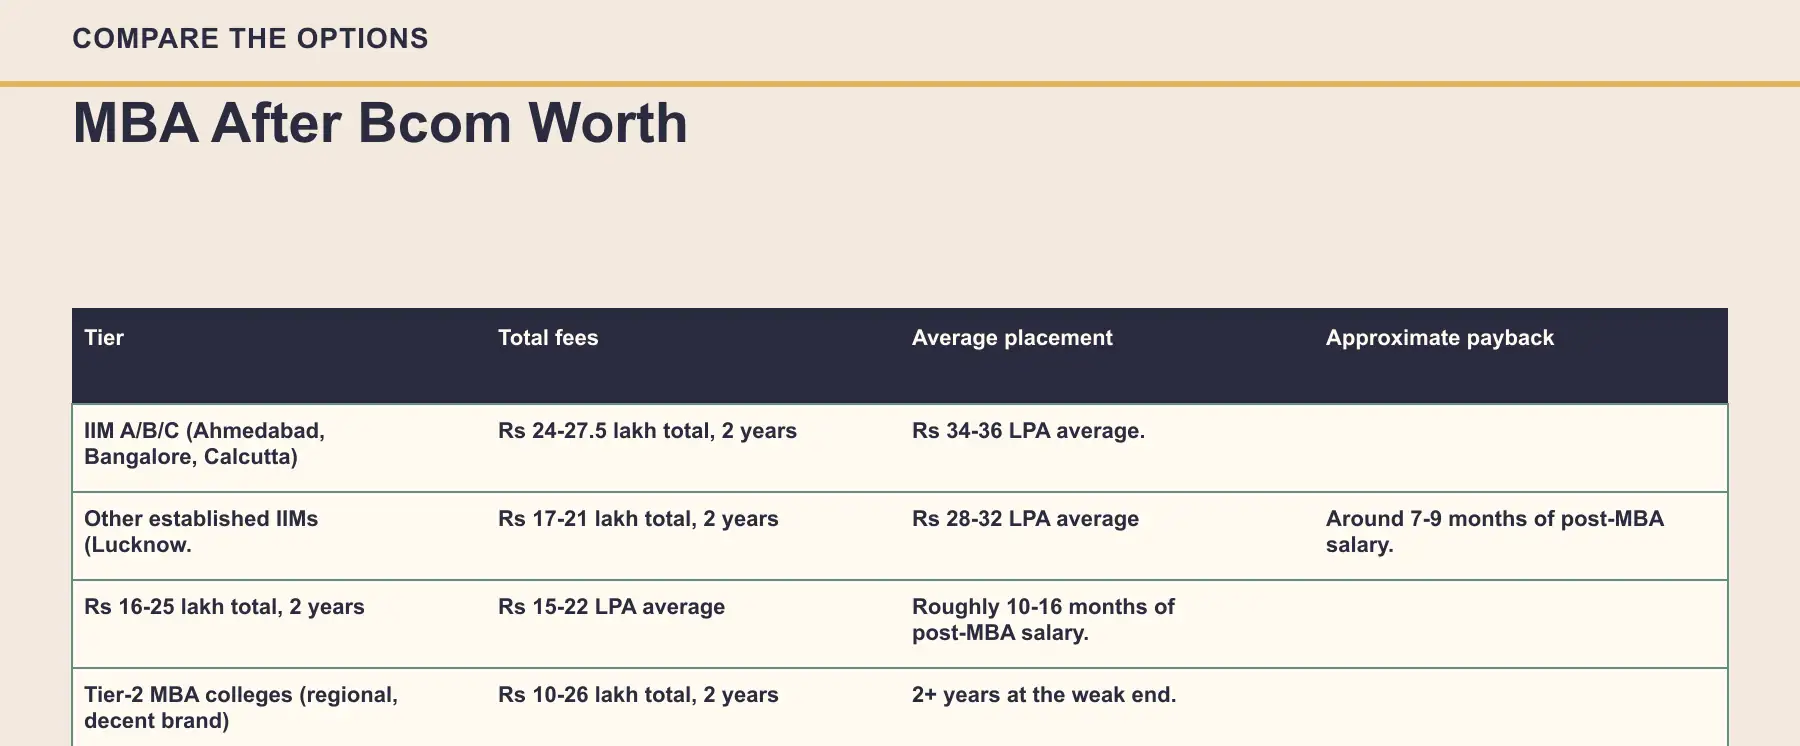 COMPARE THE OPTIONS
MBA After Bcom Worth
Tier
Total fees
Average placement
Approximate payback
IIM A/B/C (Ahmedabad,
Bangalore, Calcutta)
Rs 24-27.5 lakh total, 2 years
Rs 34-36 LPA average.
Other established IIMs
(Lucknow.
Rs 17-21 lakh total, 2 years
Rs 28-32 LPA average
Around 7-9 months of post-MBA
salary.
Rs 16-25 lakh total, 2 years
Rs 15-22 LPA average
Roughly 10-16 months of
post-MBA salary.
Tier-2 MBA colleges (regional,
decent brand)
Rs 10-26 lakh total, 2 years
2+ years at the weak end.